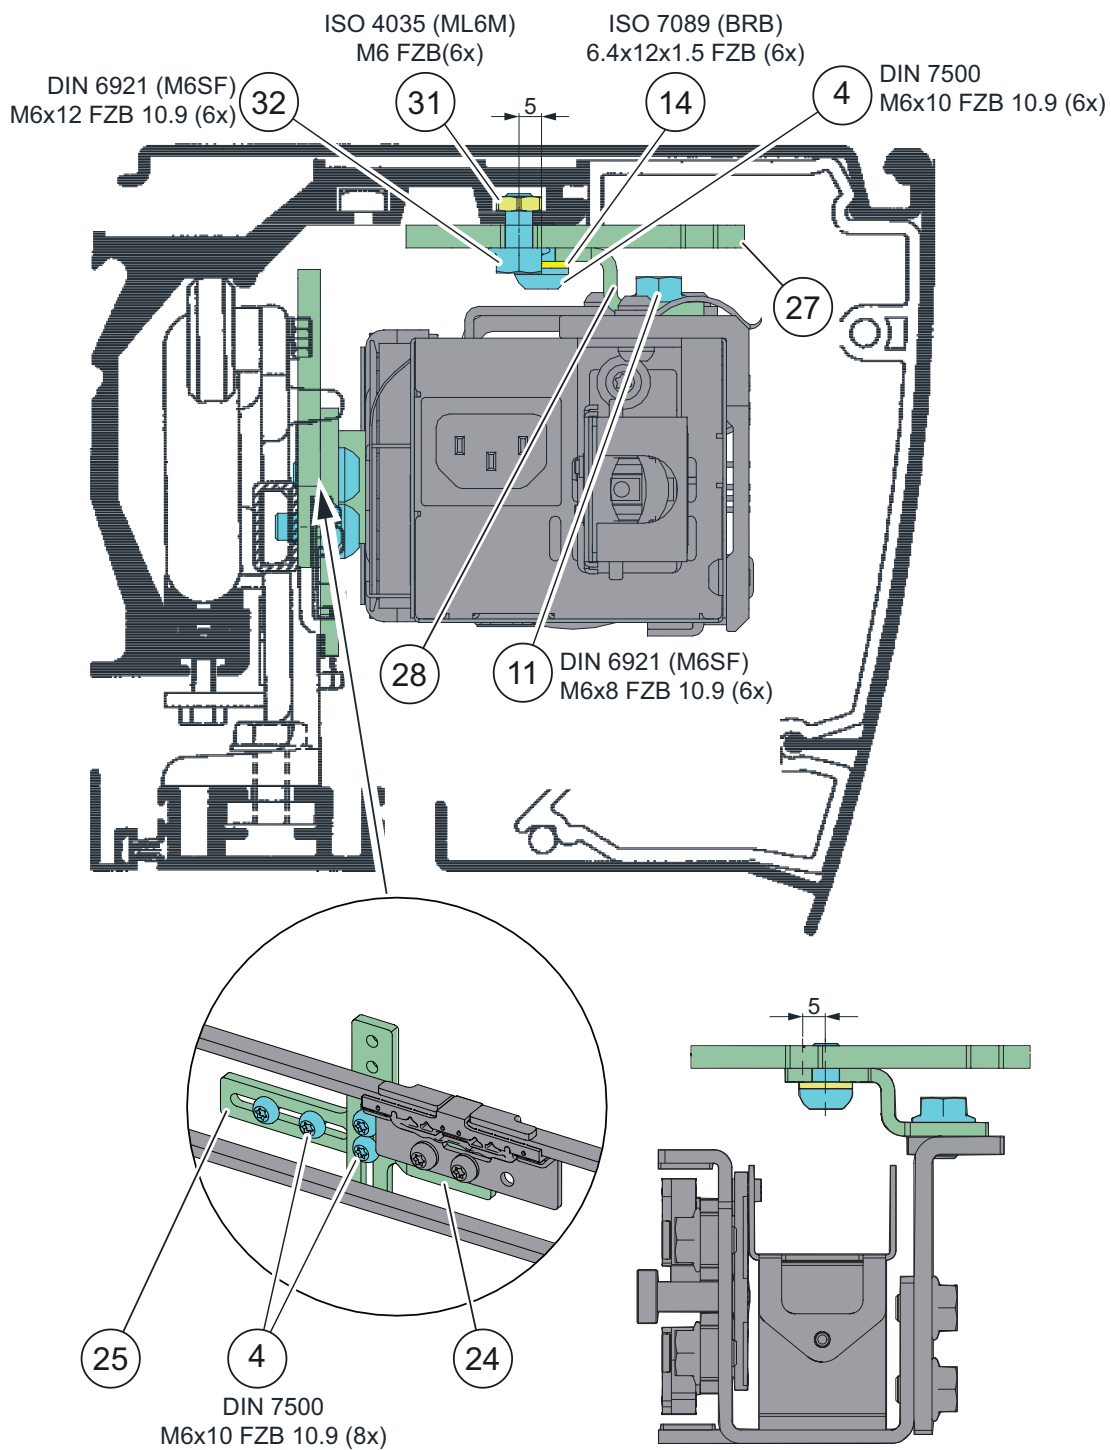 ISO 4035 (ML6M)
M6 FZB(6x)
ISO 7089 (BRB)
6.4x12x1.5 FZB (6x)
DIN 6921 (M6SF)
M6x12 FZB 10.9 (6x)
DIN 7500
M6x10 FZB 10.9 (6x)
32
31
5
14
4
27
28
11
DIN 6921 (M6SF)
M6x8 FZB 10.9 (6x)
5
25
4
24
DIN 7500
M6x10 FZB 10.9 (8x)